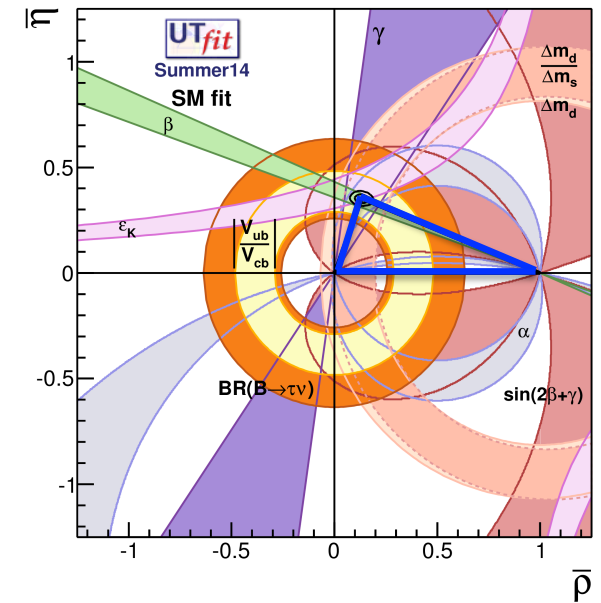 η̅
UTfit
Summer14
SM fit
γ
Δm_d
Δm_s
Δm_d
β
ε_K
|V_ub
V_cb|
α
BR(B→τν)
sin(2β+γ)
1
0.5
0
-0.5
-1
-1
-0.5
0
0.5
1
ρ̅